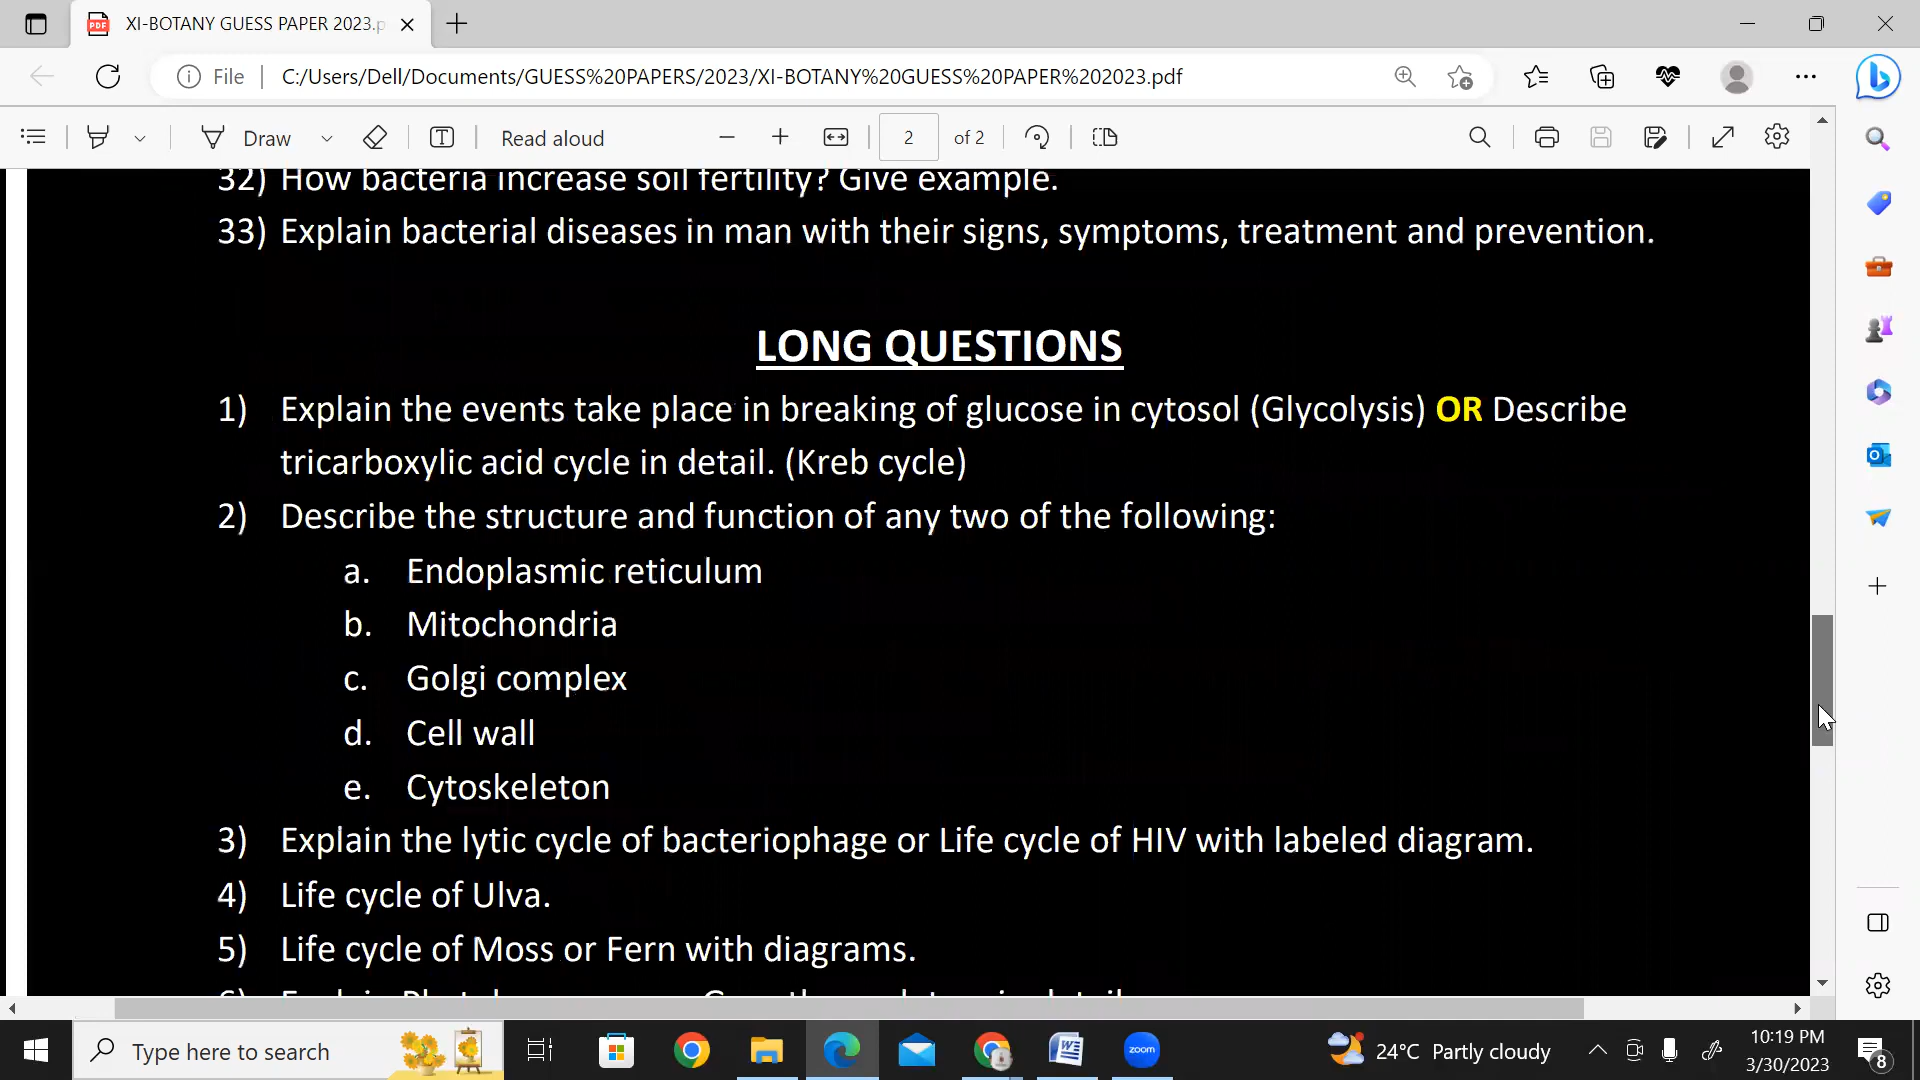 XI-BOTANY GUESS PAPER 2023.p
File
C:/Users/Dell/Documents/GUESS%20PAPERS/2023/XI-BOTANY%20GUESS%20PAPER%202023.pdf
Draw
Read aloud
2 of 2
32) How bacteria increase soil fertility? Give example.
33) Explain bacterial diseases in man with their signs, symptoms, treatment and prevention.
LONG QUESTIONS
1) Explain the events take place in breaking of glucose in cytosol (Glycolysis) OR Describe
tricarboxylic acid cycle in detail. (Kreb cycle)
2) Describe the structure and function of any two of the following:
a. Endoplasmic reticulum
b. Mitochondria
c. Golgi complex
d. Cell wall
e. Cytoskeleton
3) Explain the lytic cycle of bacteriophage or Life cycle of HIV with labeled diagram.
4) Life cycle of Ulva.
5) Life cycle of Moss or Fern with diagrams.
Type here to search
zoom
24°C Partly cloudy
10:19 PM
3/30/2023
8